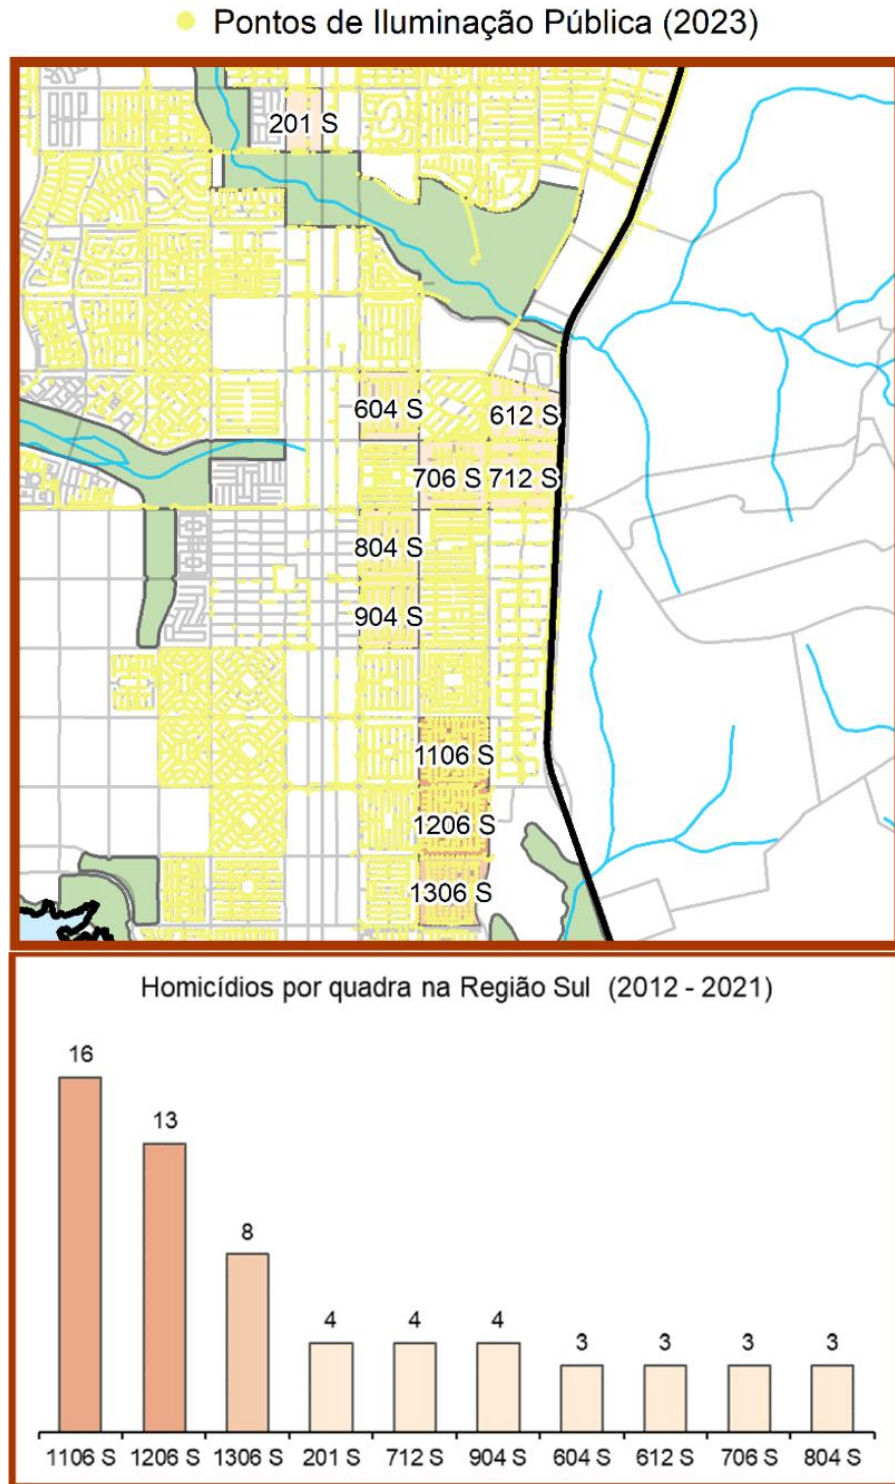 Pontos de Iluminação Pública (2023)
201 S
604 S
612 S
706 S 712 S
804 S
904 S
1106 S
1206 S
1306 S
Homicídios por quadra na Região Sul (2012 - 2021)
16
13
8
4 4 4
3 3 3 3
1106 S 1206 S 1306 S 201 S 712 S 904 S 604 S 612 S 706 S 804 S